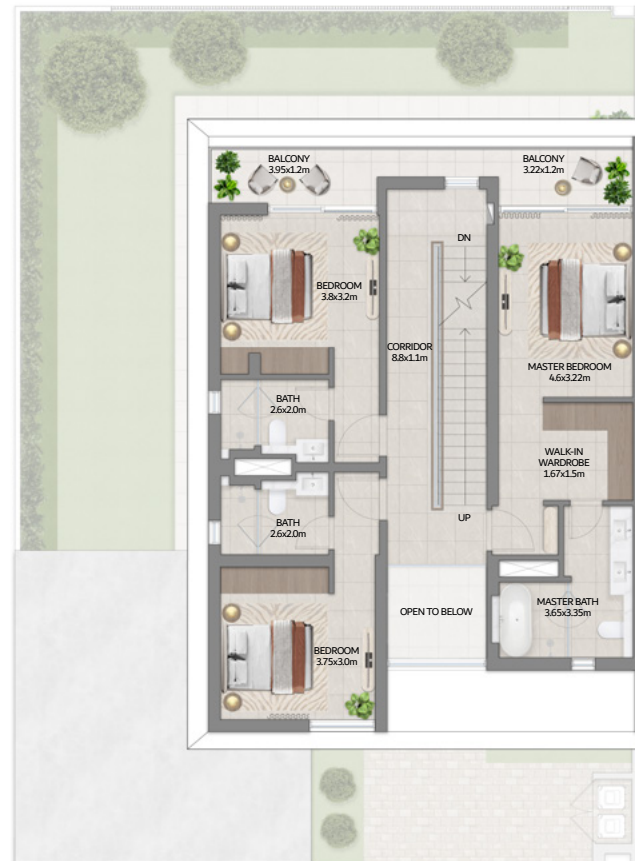 BALCONY
3.95x1.2m
BALCONY
3.22x1.2m
DN
BEDROOM
3.8x3.2m
CORRIDOR
8.8x1.1m
MASTER BEDROOM
4.6x3.22m
BATH
2.6x2.0m
WALK-IN
WARDROBE
1.67x1.5m
UP
BATH
2.6x2.0m
MASTER BATH
3.65x3.35m
OPEN TO BELOW
BEDROOM
3.75x3.0m